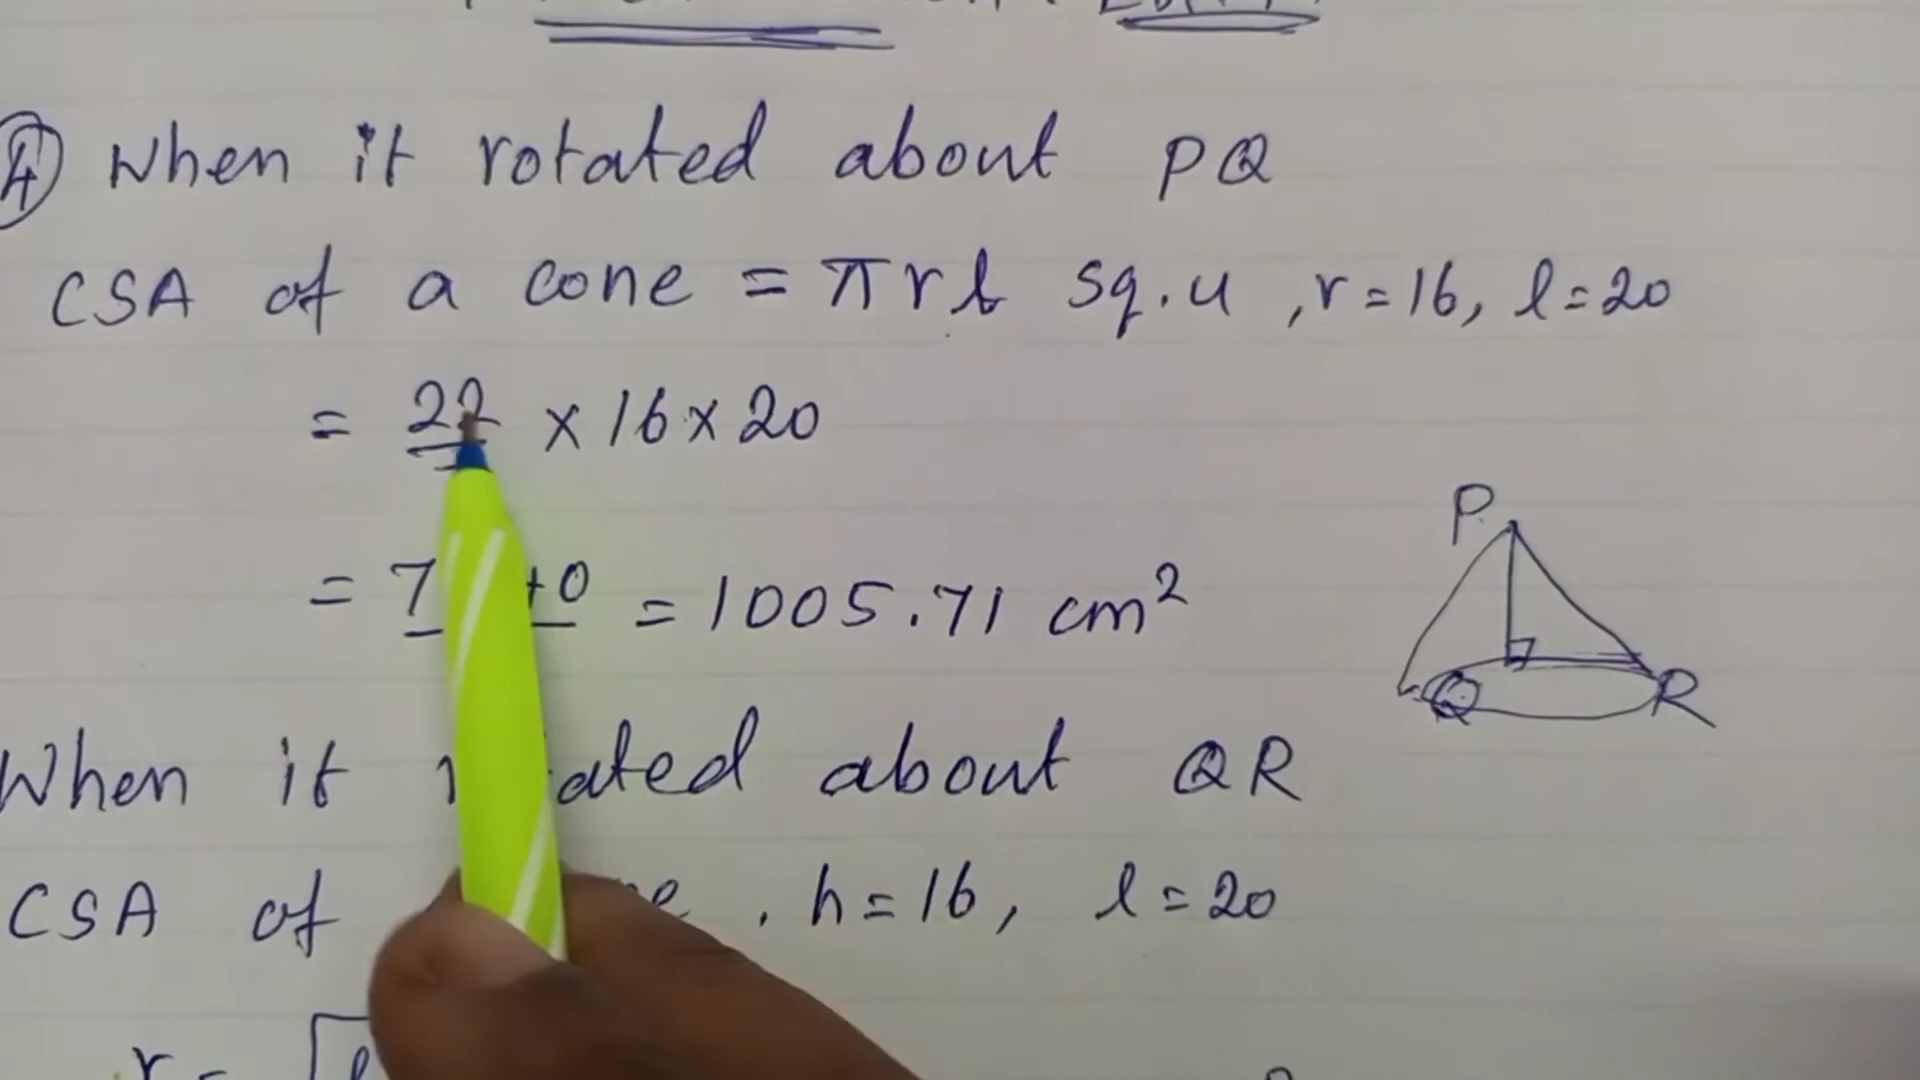 ④ When it rotated about PQ
CSA of a cone = πrl sq.u , r=16, l=20
= 22 × 16 × 20
= 7 = 1005.71 cm²
P
Q R
When it about QR
CSA of , h=16, l=20
r =